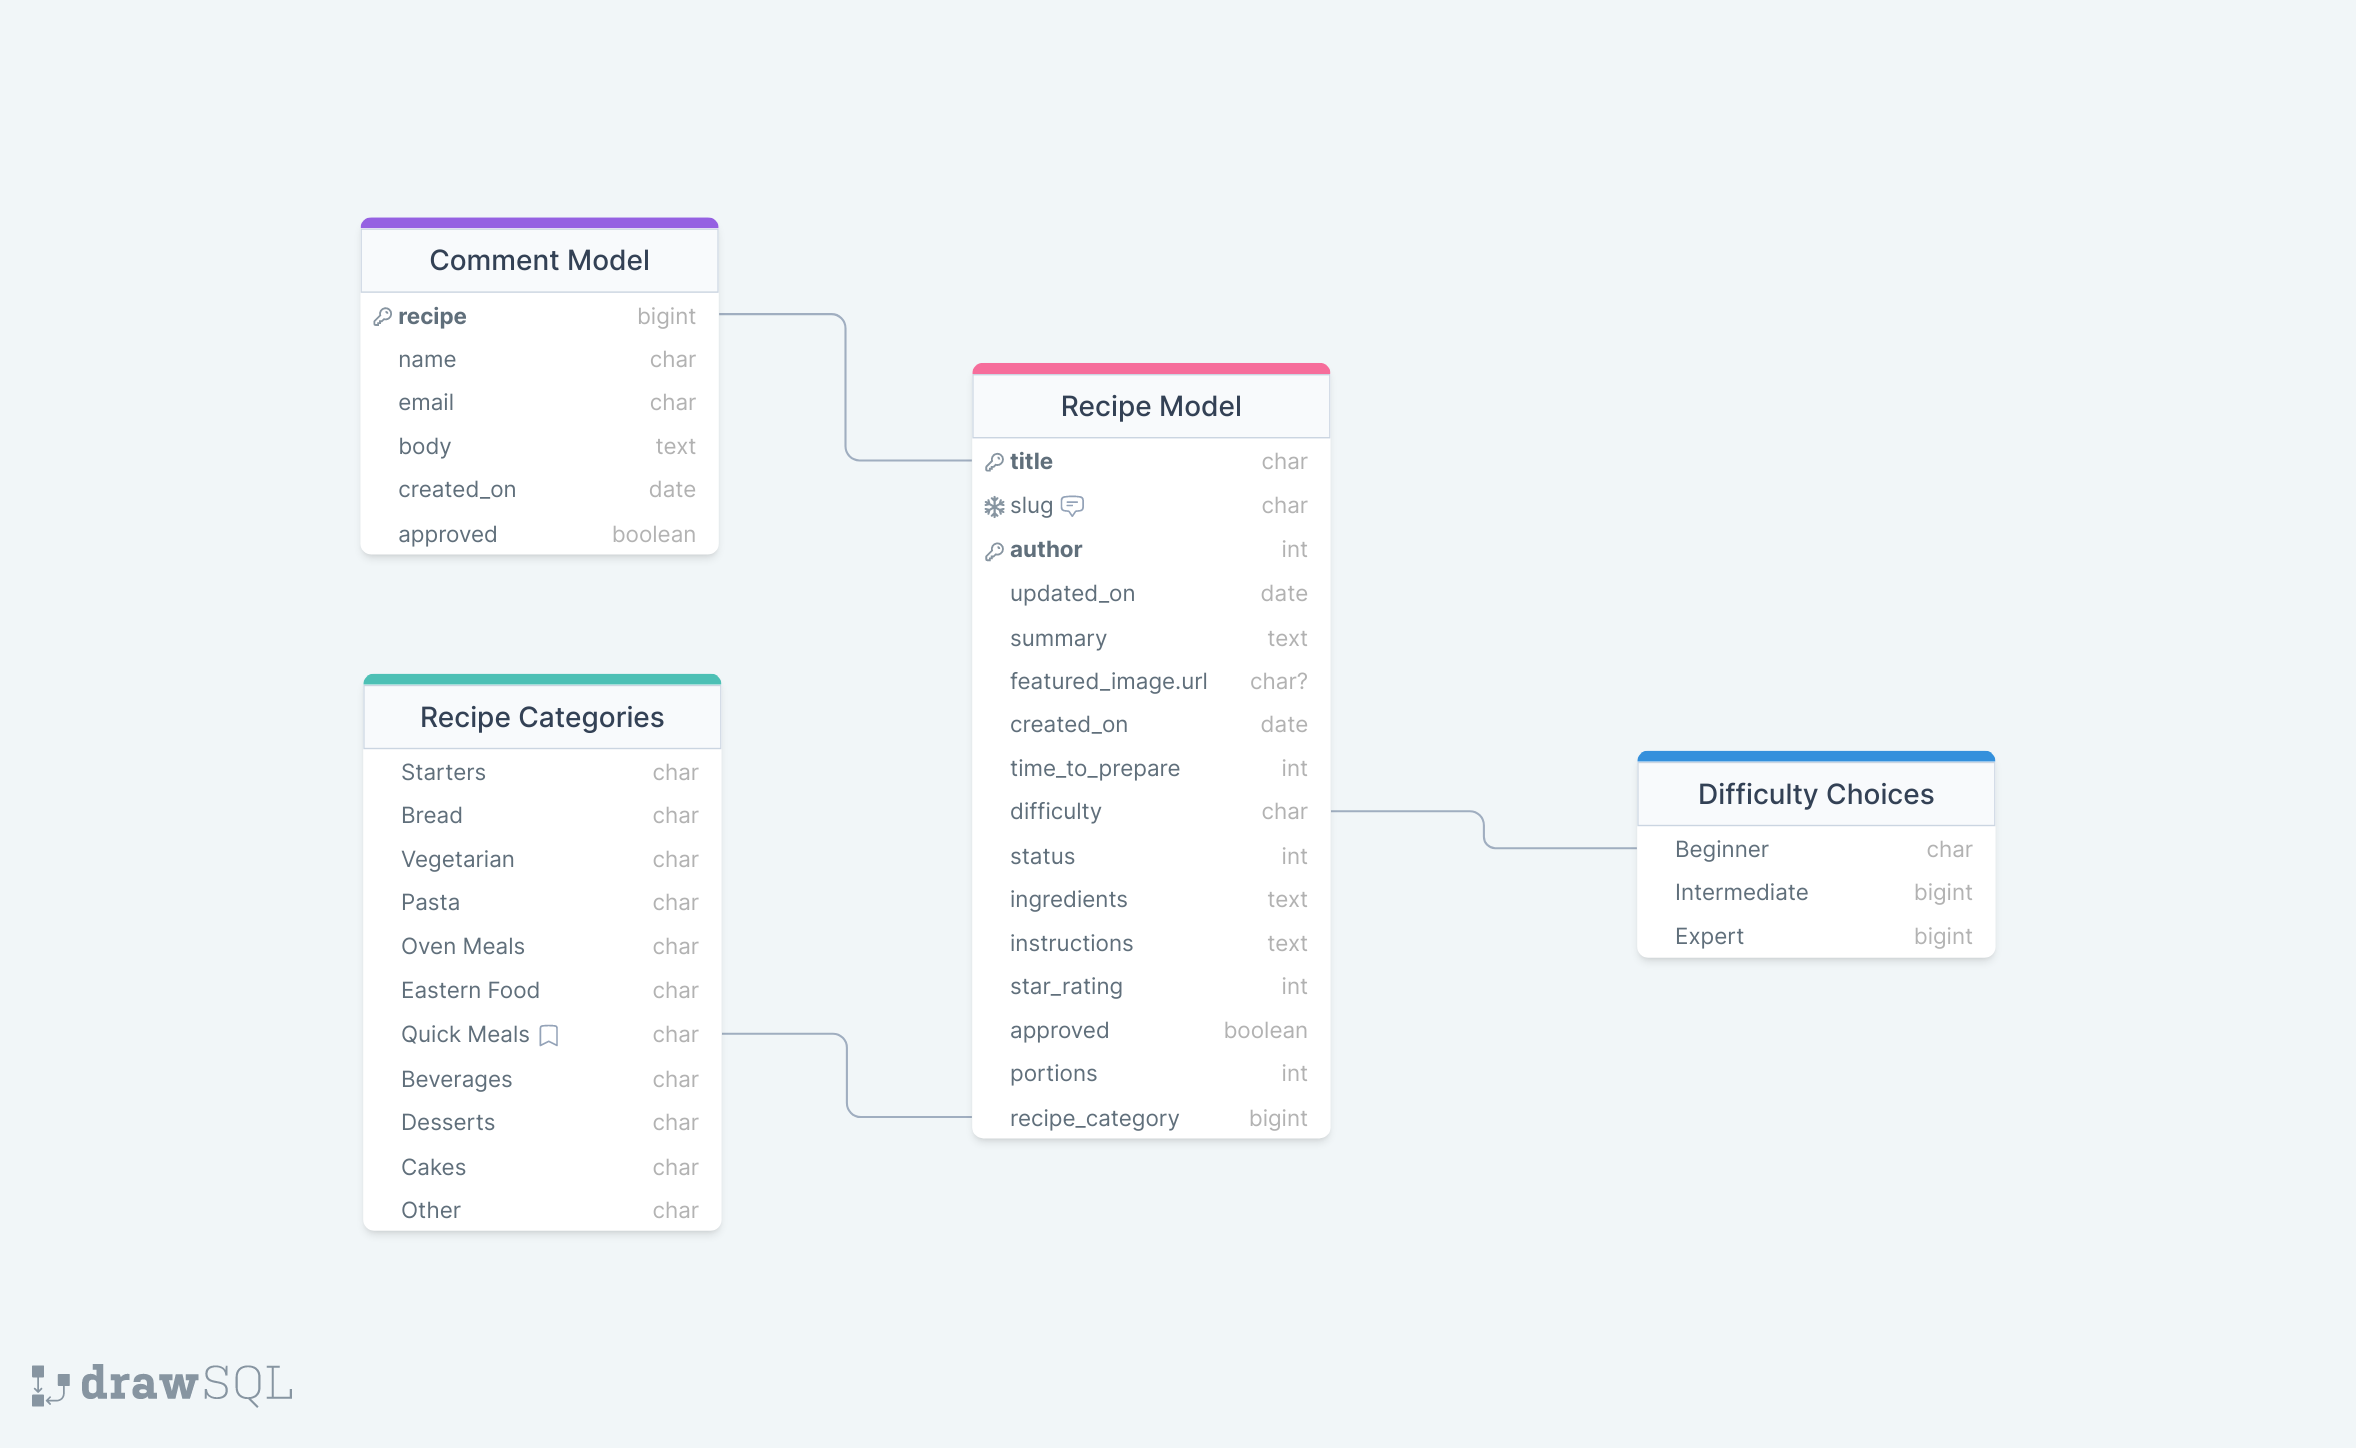 Comment Model
recipe bigint
name char
email char
body text
created_on date
approved boolean
Recipe Categories
Starters char
Bread char
Vegetarian char
Pasta char
Oven Meals char
Eastern Food char
Quick Meals char
Beverages char
Desserts char
Cakes char
Other char
Recipe Model
title char
slug char
author int
updated_on date
summary text
featured_image.url char?
created_on date
time_to_prepare int
difficulty char
status int
ingredients text
instructions text
star_rating int
approved boolean
portions int
recipe_category bigint
Difficulty Choices
Beginner char
Intermediate bigint
Expert bigint
drawSQL